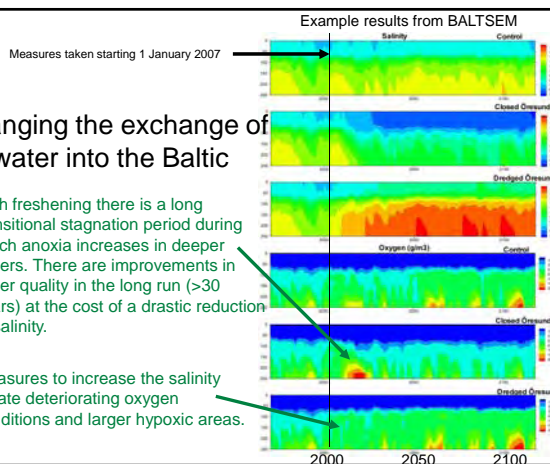 Example results from BALTSEM
Measures taken starting 1 January 2007
Salinity Control
anging the exchange of
water into the Baltic
Closed Öresund
h freshening there is a long
nsitional stagnation period during
ch anoxia increases in deeper
ers. There are improvements in
er quality in the long run (>30
rs) at the cost of a drastic reduction
alinity.
Dredged Öresun
Oxygen (g/m3) Control
Closed Öresund
asures to increase the salinity
ate deteriorating oxygen
ditions and larger hypoxic areas.
Dredged Öresu
2000 2050 2100